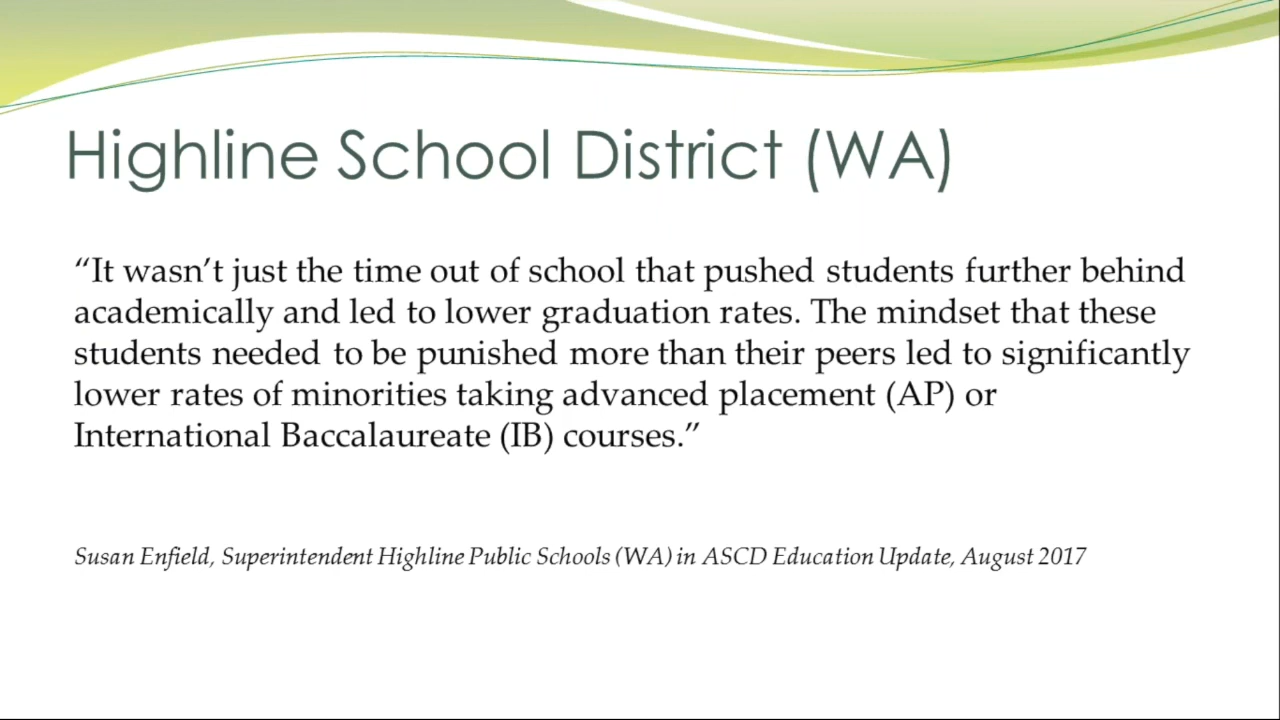 Highline School District (WA)
“It wasn’t just the time out of school that pushed students further behind
academically and led to lower graduation rates. The mindset that these
students needed to be punished more than their peers led to significantly
lower rates of minorities taking advanced placement (AP) or
International Baccalaureate (IB) courses.”
Susan Enfield, Superintendent Highline Public Schools (WA) in ASCD Education Update, August 2017